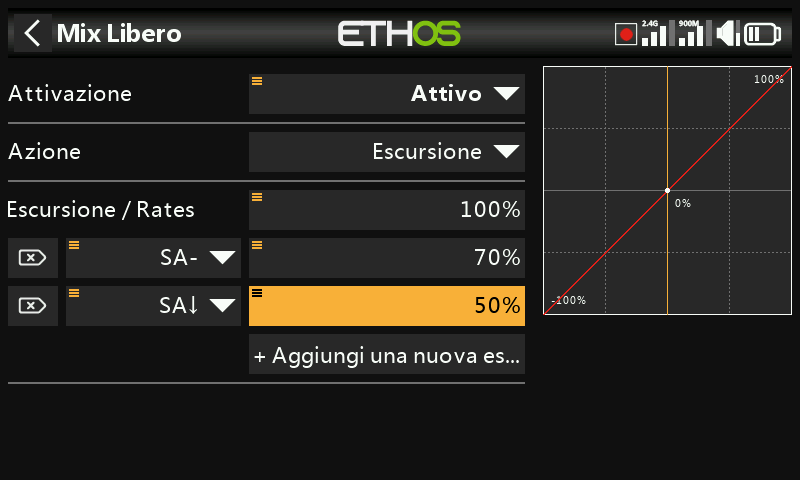 Mix Libero
ETHOS
2.4G
900M
Attivazione
Attivo
Azione
Escursione
Escursione / Rates
100%
SA-
70%
SA↓
50%
+ Aggiungi una nuova es...
100%
0%
-100%